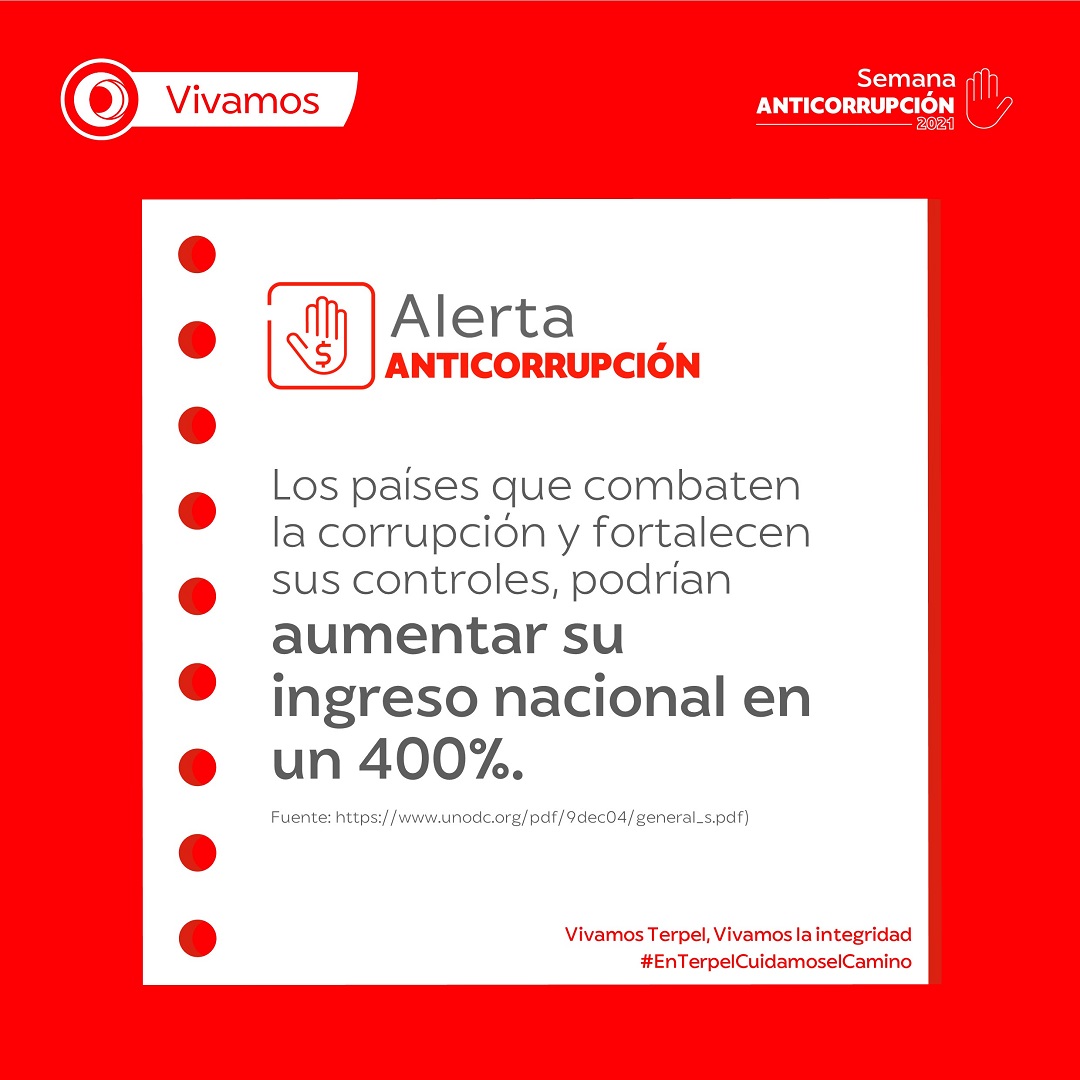 Vivamos
Semana
ANTICORRUPCIÓN
2021
Alerta
ANTICORRUPCIÓN
$
Los países que combaten
la corrupción y fortalecen
sus controles, podrían
aumentar su
ingreso nacional en
un 400%.
Fuente: https://www.unodc.org/pdf/9dec04/general_s.pdf)
Vivamos Terpel, Vivamos la integridad
#EnTerpelCuidamoselCamino